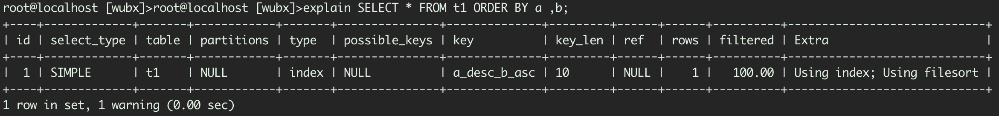 root@localhost [wubx]>root@localhost [wubx]>explain SELECT * FROM t1 ORDER BY a ,b;
+----+-------------+-------+------------+-------+---------------+--------------+---------+------+------+----------+-----------------------------+
| id | select_type | table | partitions | type  | possible_keys | key          | key_len | ref  | rows | filtered | Extra                       |
+----+-------------+-------+------------+-------+---------------+--------------+---------+------+------+----------+-----------------------------+
|  1 | SIMPLE      | t1    | NULL       | index | NULL          | a_desc_b_asc | 10      | NULL |    1 |   100.00 | Using index; Using filesort |
+----+-------------+-------+------------+-------+---------------+--------------+---------+------+------+----------+-----------------------------+
1 row in set, 1 warning (0.00 sec)